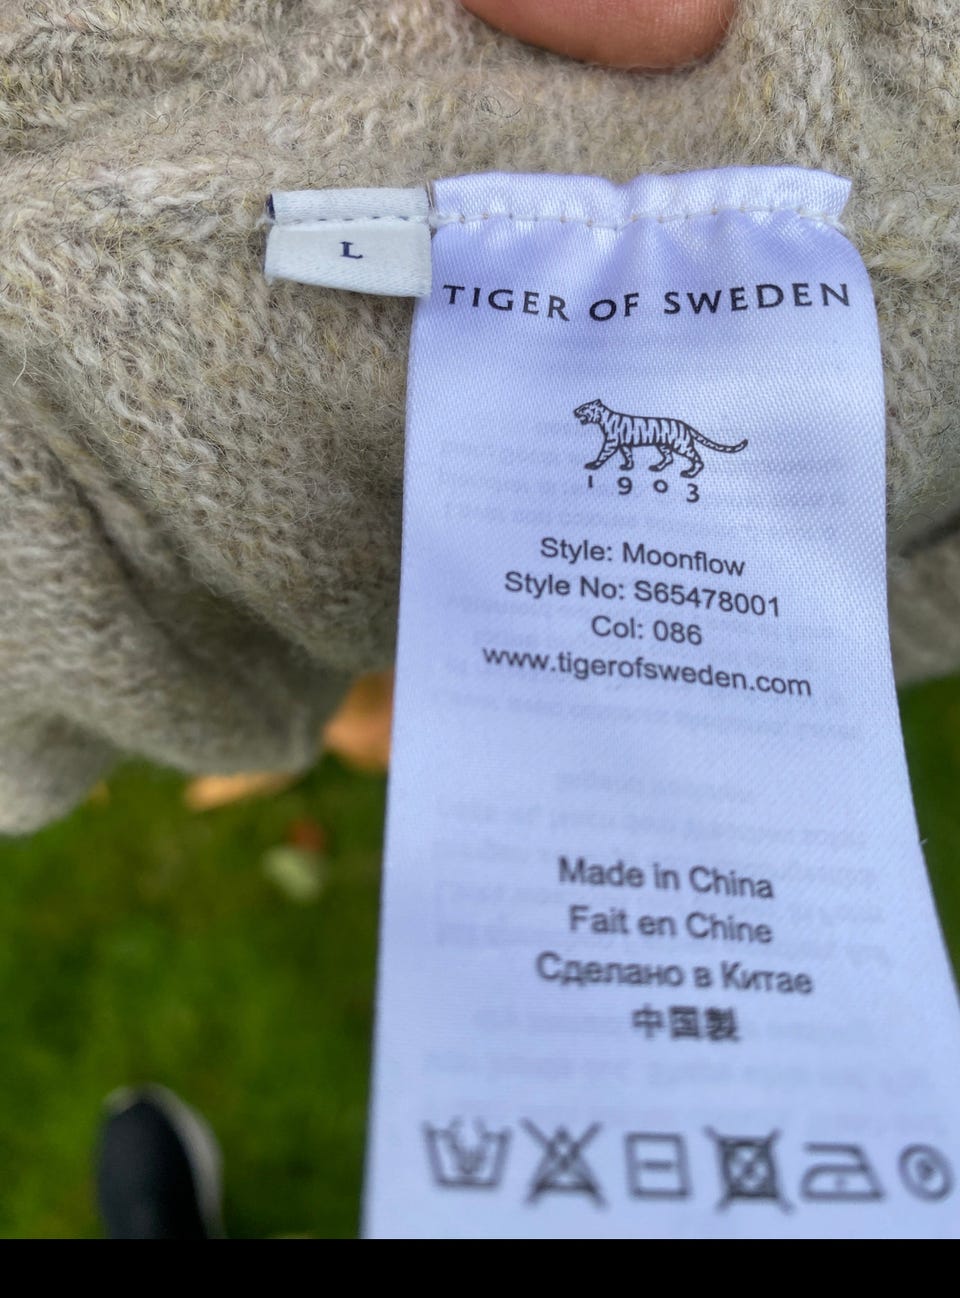 L
TIGER OF SWEDEN
1903
Style: Moonflow
Style No: S65478001
Col: 086
www.tigerofsweden.com
Made in China
Fait en Chine
Сделано в Китае
中国製
P